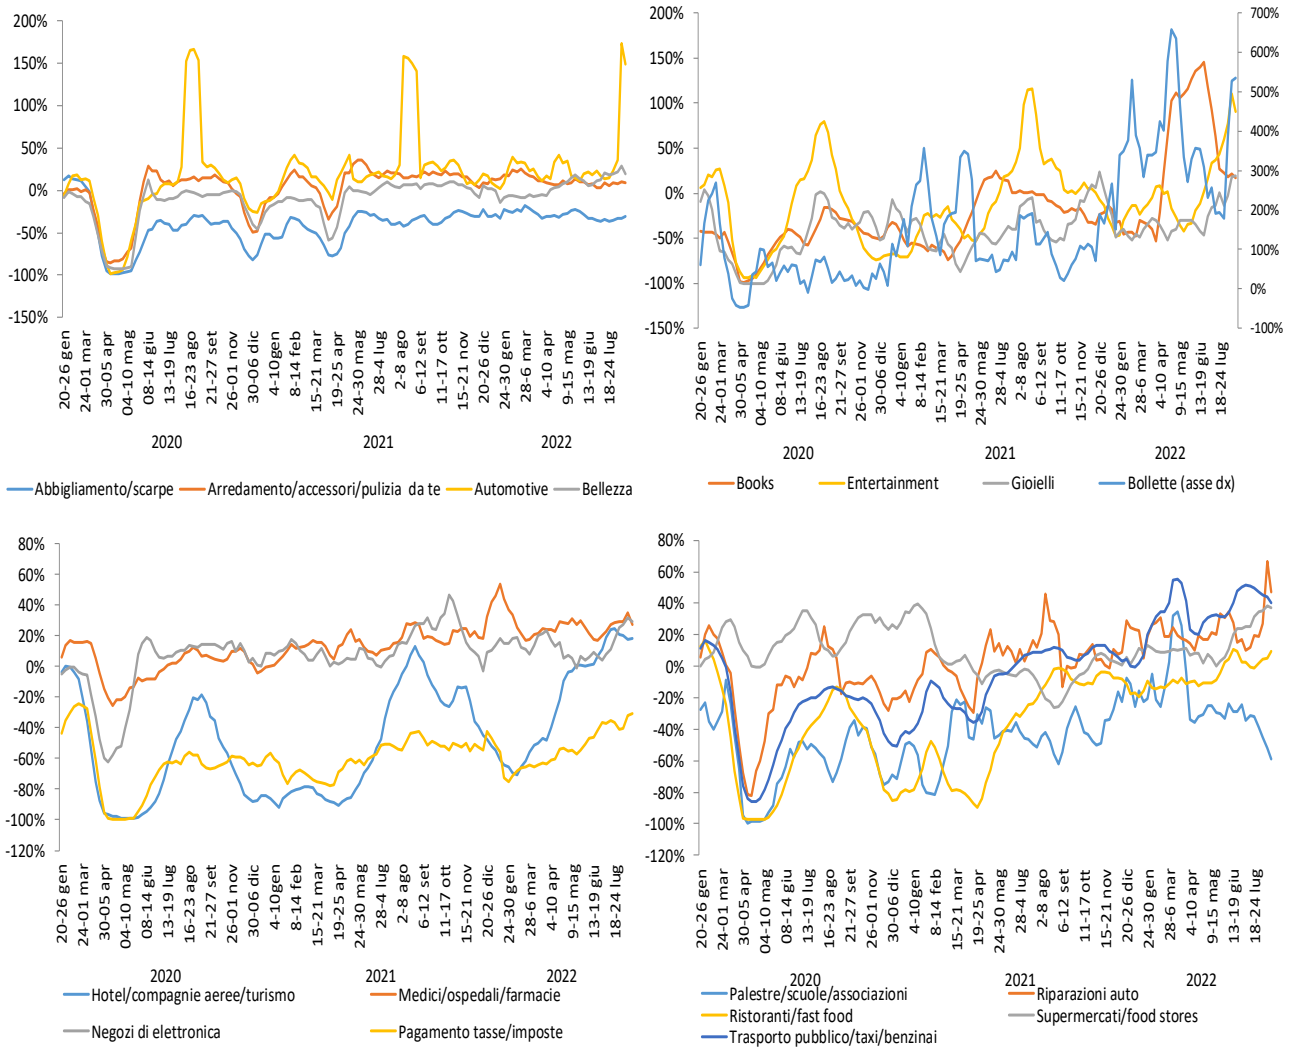 200%
150%
100%
50%
0%
-50%
-100%
-150%
20-26 gen
24-01 mar
30-05 apr
04-10 mag
08-14 giu
13-19 lug
16-23 ago
21-27 set
26-01 nov
30-06 dic
4-10gen
8-14 feb
15-21 mar
19-25 apr
24-30 mag
28-4 lug
2-8 ago
6-12 set
11-17 ott
15-21 nov
20-26 dic
24-30 gen
28-6 mar
4-10 apr
9-15 mag
13-19 giu
18-24 lug
2020
2021
2022
Abbigliamento/scarpe
Arredamento/accessori/pulizia da te
Automotive
Bellezza
200%
150%
100%
50%
0%
-50%
-100%
-150%
700%
600%
500%
400%
300%
200%
100%
0%
-100%
20-26 gen
24-01 mar
30-05 apr
04-10 mag
08-14 giu
13-19 lug
16-23 ago
21-27 set
26-01 nov
30-06 dic
4-10gen
8-14 feb
15-21 mar
19-25 apr
24-30 mag
28-4 lug
2-8 ago
6-12 set
11-17 ott
15-21 nov
20-26 dic
24-30 gen
28-6 mar
4-10 apr
9-15 mag
13-19 giu
18-24 lug
2020
2021
2022
Books
Entertainment
Gioielli
Bollette (asse dx)
80%
60%
40%
20%
0%
-20%
-40%
-60%
-80%
-100%
-120%
20-26 gen
24-01 mar
30-05 apr
04-10 mag
08-14 giu
13-19 lug
16-23 ago
21-27 set
26-01 nov
30-06 dic
4-10gen
8-14 feb
15-21 mar
19-25 apr
24-30 mag
28-4 lug
2-8 ago
6-12 set
11-17 ott
15-21 nov
20-26 dic
24-30 gen
28-6 mar
4-10 apr
9-15 mag
13-19 giu
18-24 lug
2020
2021
2022
Hotel/compagnie aeree/turismo
Medici/ospedali/farmacie
Negozi di elettronica
Pagamento tasse/imposte
80%
60%
40%
20%
0%
-20%
-40%
-60%
-80%
-100%
-120%
20-26 gen
24-01 mar
30-05 apr
04-10 mag
08-14 giu
13-19 lug
16-23 ago
21-27 set
26-01 nov
30-06 dic
4-10gen
8-14 feb
15-21 mar
19-25 apr
24-30 mag
28-4 lug
2-8 ago
6-12 set
11-17 ott
15-21 nov
20-26 dic
24-30 gen
28-6 mar
4-10 apr
9-15 mag
13-19 giu
18-24 lug
2020
2021
2022
Palestre/scuole/associazioni
Riparazioni auto
Ristoranti/fast food
Supermercati/food stores
Trasporto pubblico/taxi/benzinai